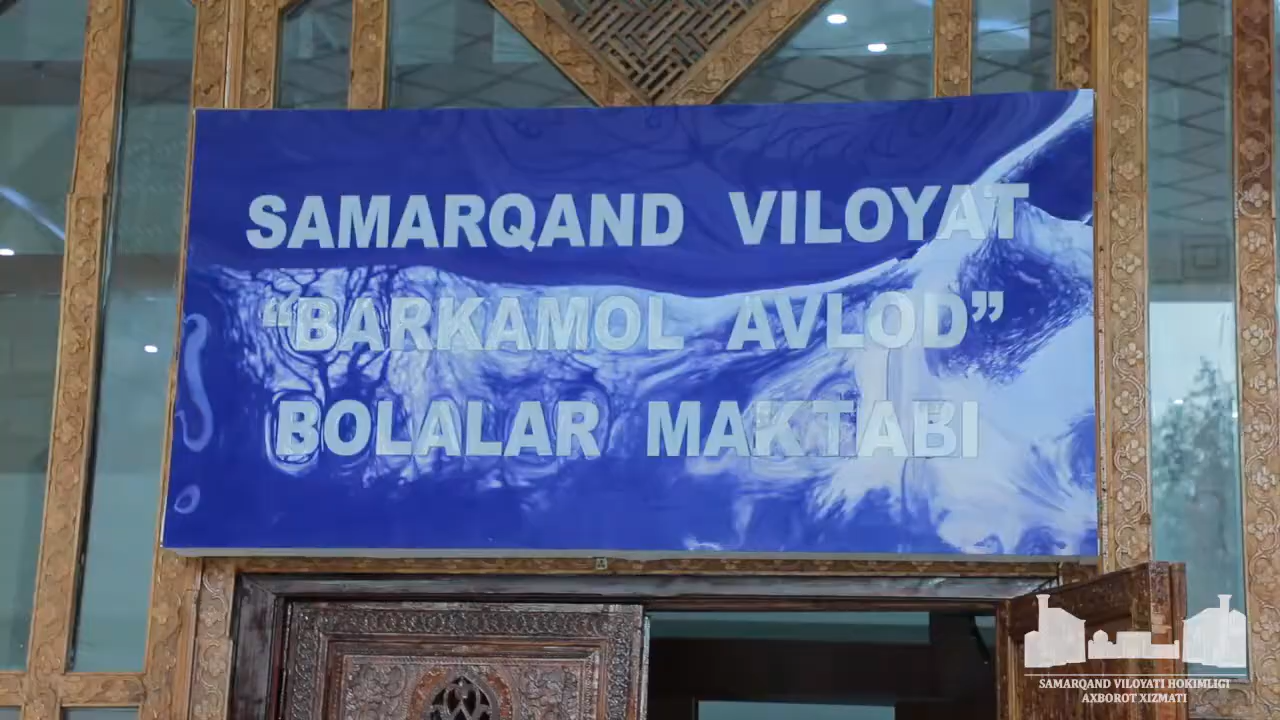 SAMARQAND VILOYAT
“BARKAMOL AVLOD”
BOLALAR MAKTABI
SAMARQAND VILOYATI HOKIMLIGI
AXBOROT XIZMATI